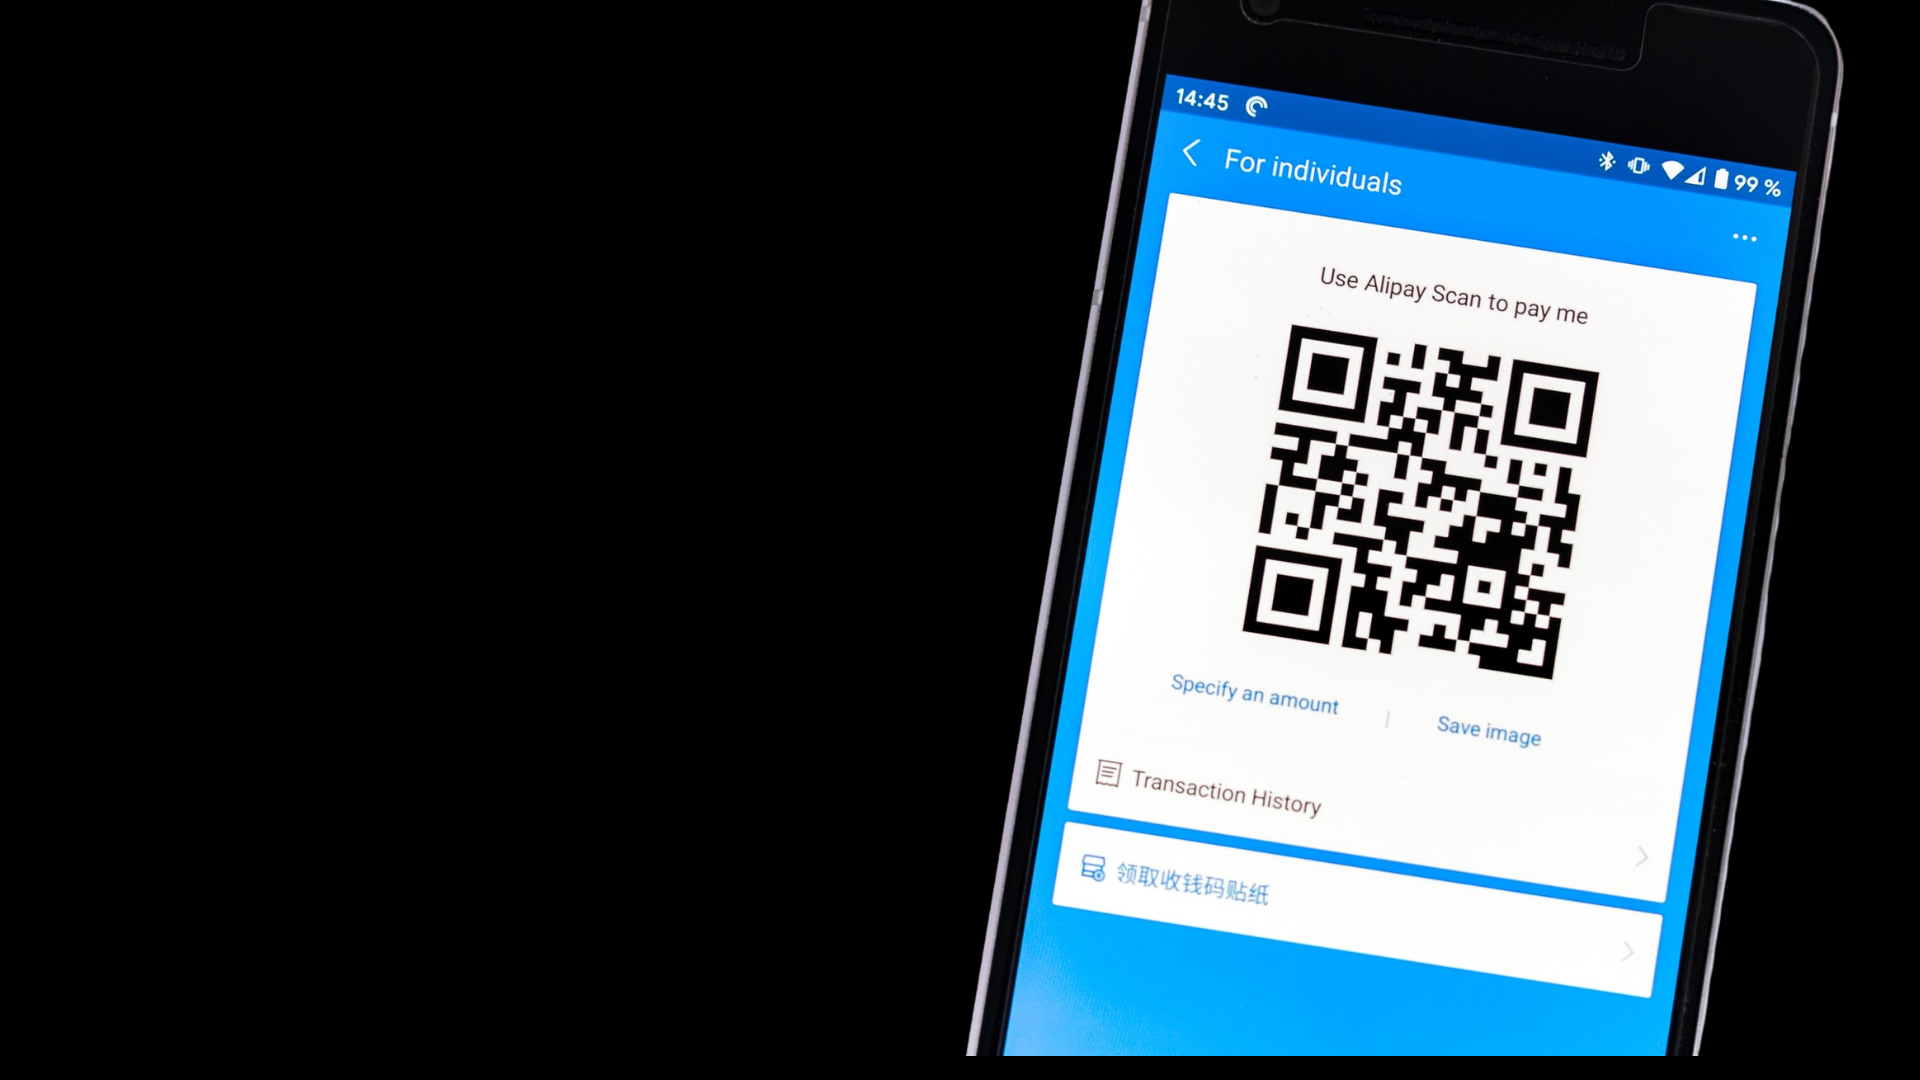 14:45 99 %
For individuals
Use Alipay Scan to pay me
Specify an amount | Save image
Transaction History
领取收钱码贴纸